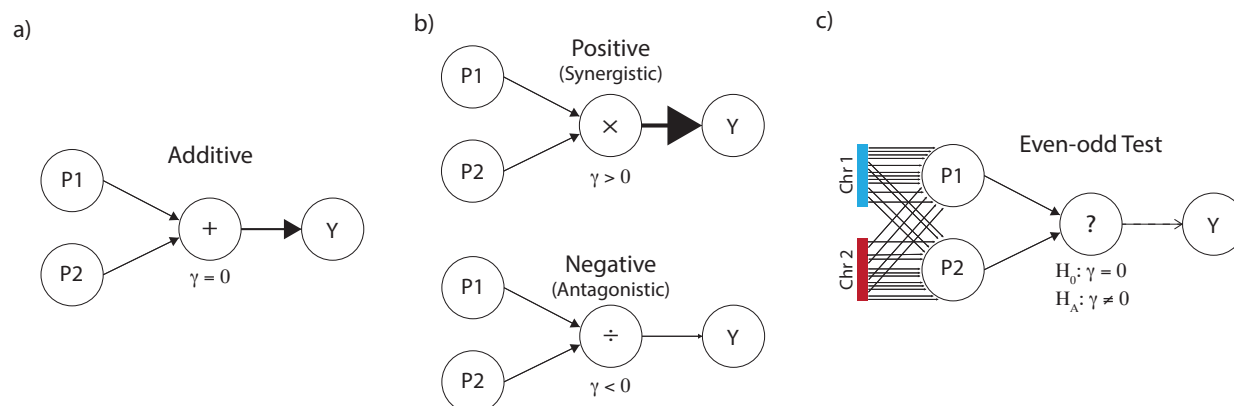 a)
Additive
P1
P2
+
γ = 0
Y
b)
Positive
(Synergistic)
P1
P2
×
γ > 0
Y
Negative
(Antagonistic)
P1
P2
÷
γ < 0
Y
c)
Even-odd Test
Chr 1
Chr 2
P1
P2
?
H₀: γ = 0
H_A: γ ≠ 0
Y